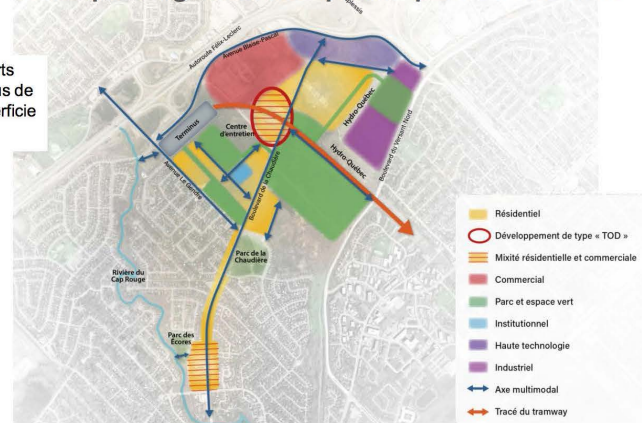 Autoroute Félix-Leclerc
Avenue Blaise-Pascal
rts
us de
erficie
Terminus
Centre
d'entretien
Hydro-Québec
Hydro-Québec
Boulevard du Versant-Nord
Avenue Le Gendre
Boulevard de la Chaudière
Parc de la
Chaudière
Rivière du
Cap Rouge
Parc des
Écores
Résidentiel
Développement de type « TOD »
Mixité résidentielle et commerciale
Commercial
Parc et espace vert
Institutionnel
Haute technologie
Industriel
Axe multimodal
Tracé du tramway